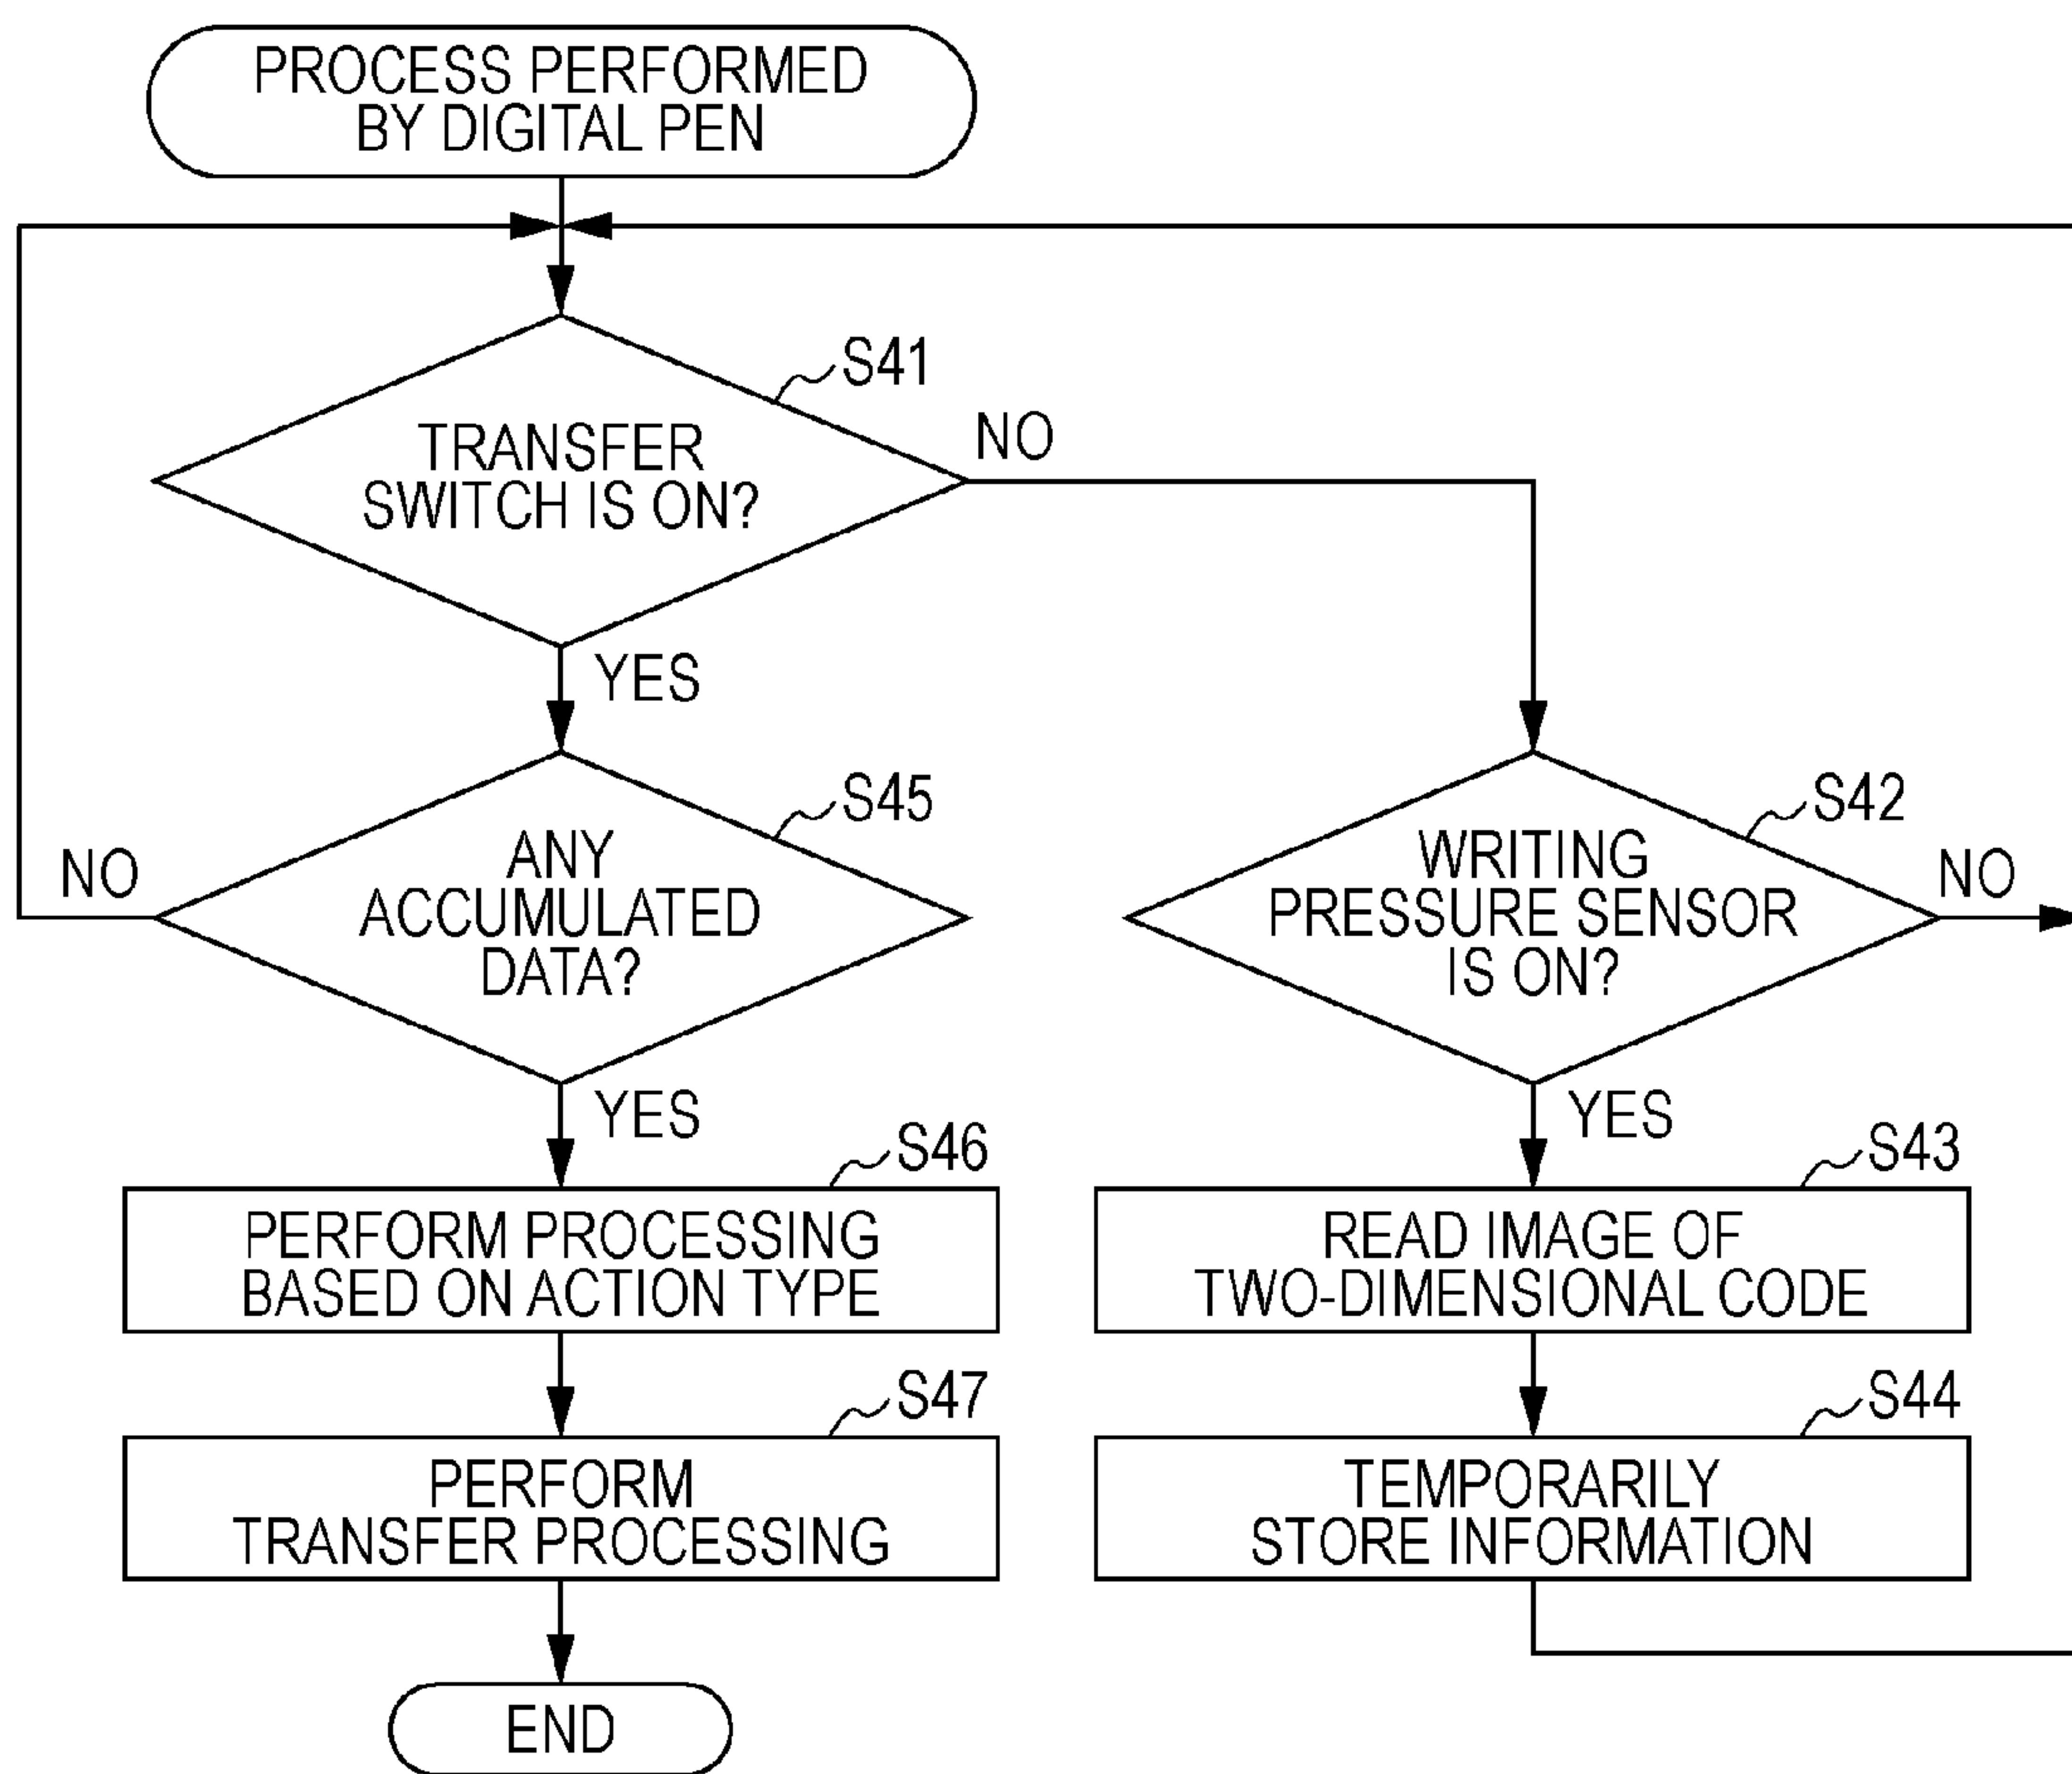 PROCESS PERFORMED
BY DIGITAL PEN
S41
TRANSFER
SWITCH IS ON?
NO
YES
S45
ANY
ACCUMULATED
DATA?
NO
YES
S42
WRITING
PRESSURE SENSOR
IS ON?
NO
YES
S46
PERFORM PROCESSING
BASED ON ACTION TYPE
S43
READ IMAGE OF
TWO-DIMENSIONAL CODE
S47
PERFORM
TRANSFER PROCESSING
S44
TEMPORARILY
STORE INFORMATION
END